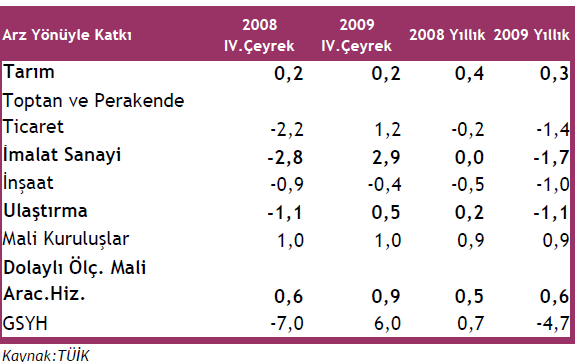 Arz Yönüyle Katkı 2008 IV.Çeyrek 2009 IV.Çeyrek 2008 Yıllık 2009 Yıllık
Tarım 0,2 0,2 0,4 0,3
Toptan ve Perakende
Ticaret -2,2 1,2 -0,2 -1,4
İmalat Sanayi -2,8 2,9 0,0 -1,7
İnşaat -0,9 -0,4 -0,5 -1,0
Ulaştırma -1,1 0,5 0,2 -1,1
Mali Kuruluşlar 1,0 1,0 0,9 0,9
Dolaylı Ölç. Mali
Arac.Hiz. 0,6 0,9 0,5 0,6
GSYH -7,0 6,0 0,7 -4,7
Kaynak:TÜİK